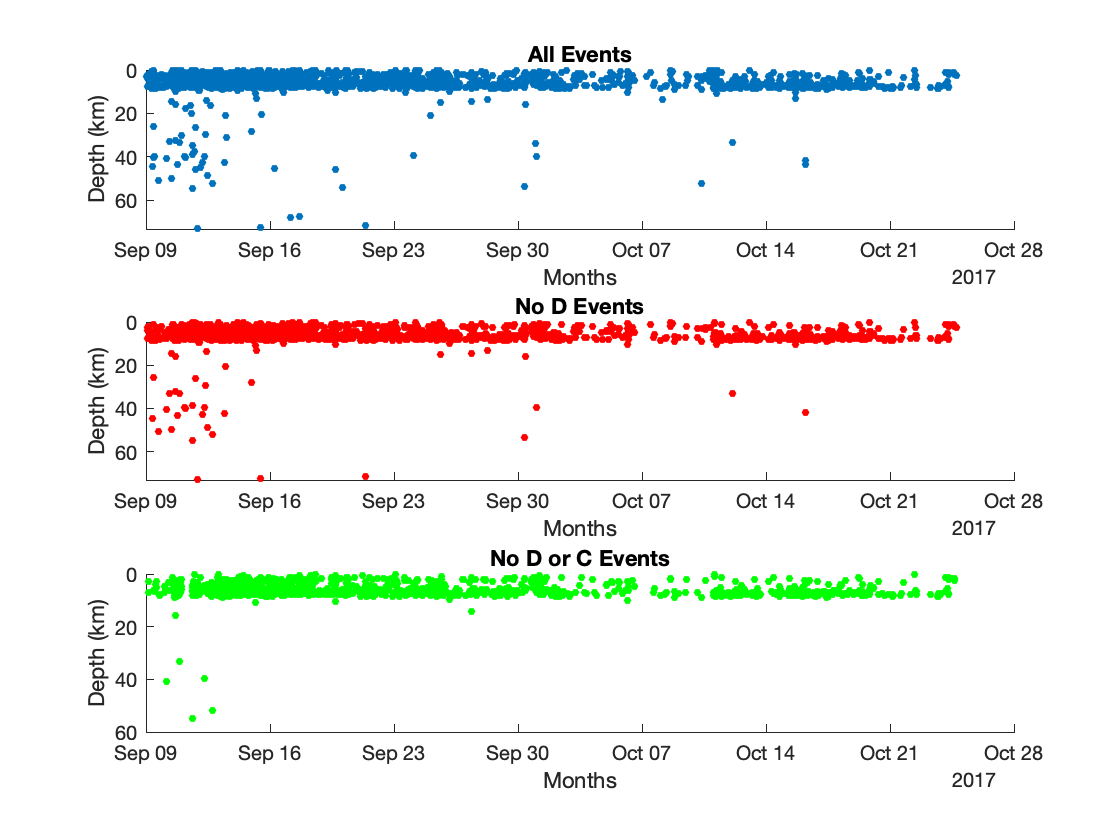 All Events
0
20
40
60
Depth (km)
Sep 09 Sep 16 Sep 23 Sep 30 Oct 07 Oct 14 Oct 21 Oct 28
Months
2017
No D Events
0
20
40
60
Depth (km)
Sep 09 Sep 16 Sep 23 Sep 30 Oct 07 Oct 14 Oct 21 Oct 28
Months
2017
No D or C Events
0
20
40
60
Depth (km)
Sep 09 Sep 16 Sep 23 Sep 30 Oct 07 Oct 14 Oct 21 Oct 28
Months
2017